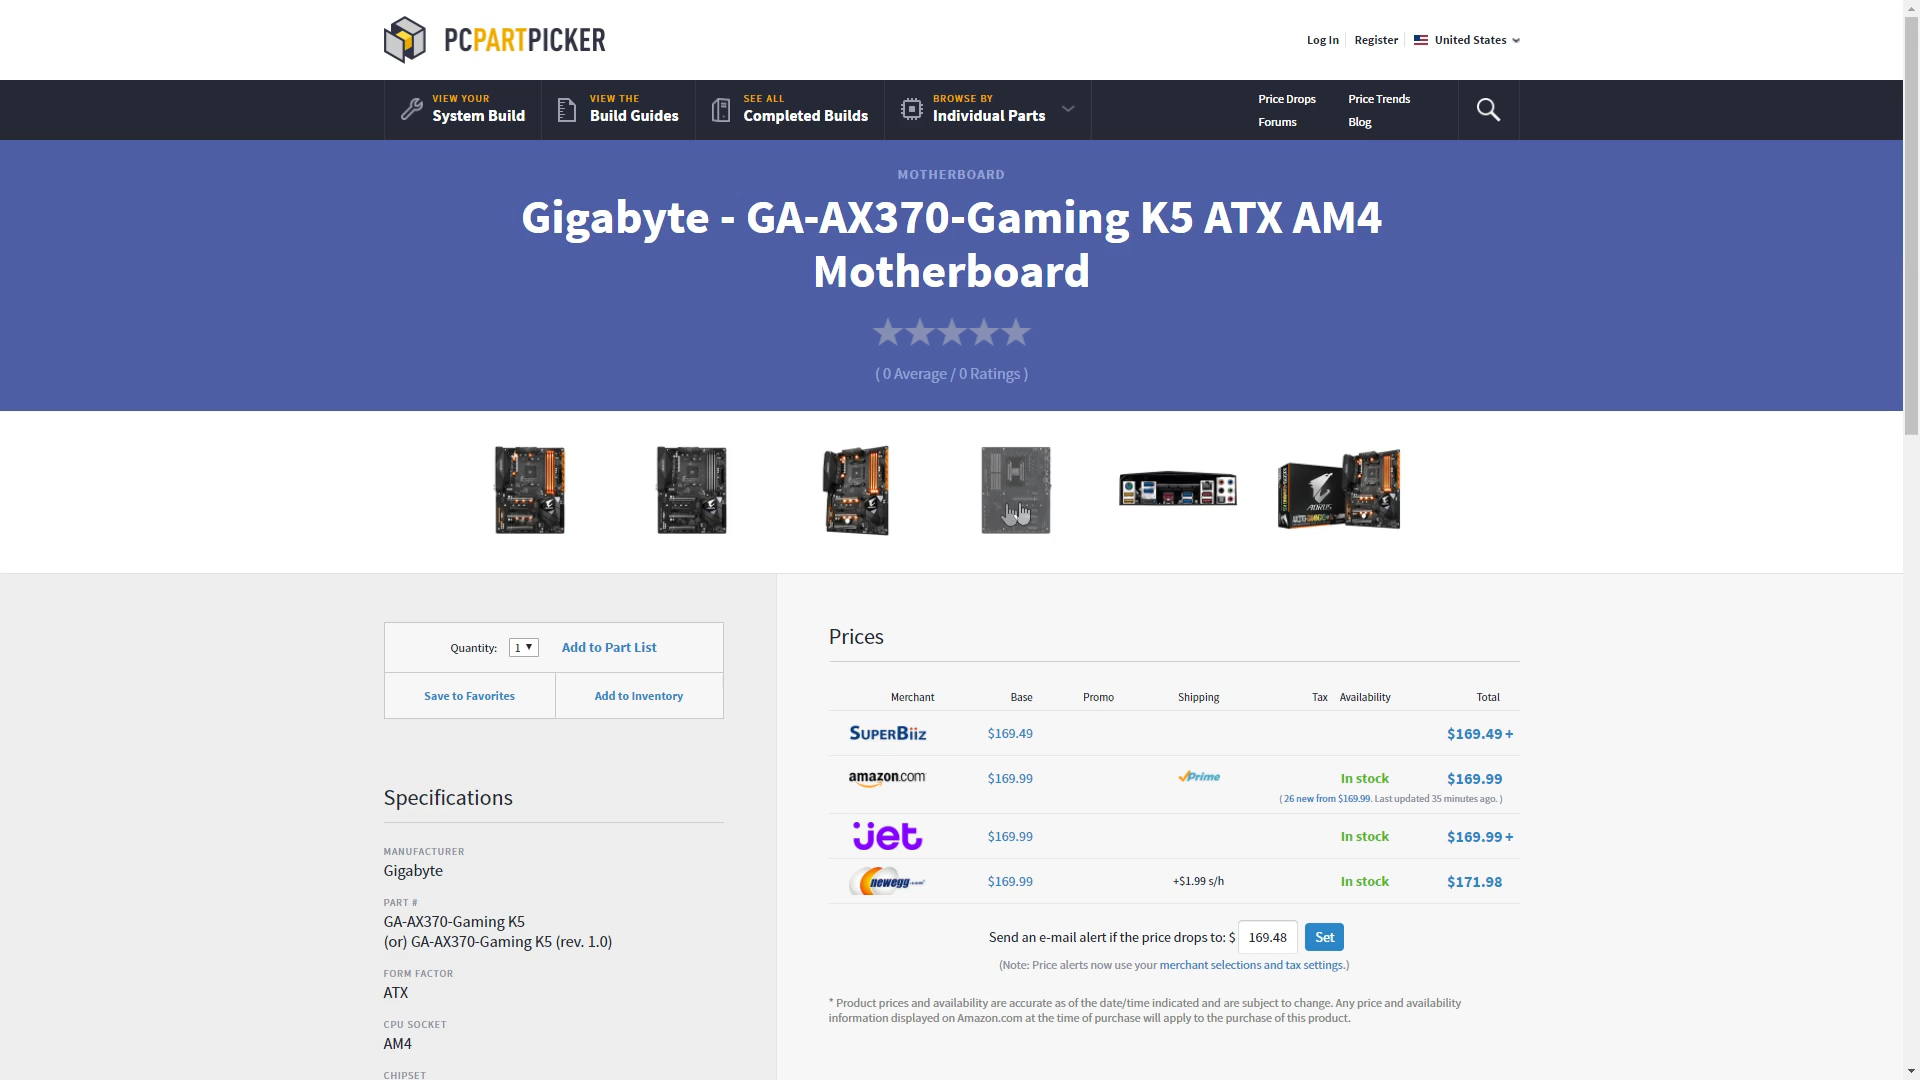 PCPARTPICKER
Log In Register United States
VIEW YOUR
System Build
VIEW THE
Build Guides
SEE ALL
Completed Builds
BROWSE BY
Individual Parts
Price Drops Price Trends
Forums Blog
MOTHERBOARD
Gigabyte - GA-AX370-Gaming K5 ATX AM4
Motherboard
( 0 Average / 0 Ratings )
AORUS
Quantity: 1 Add to Part List
Save to Favorites Add to Inventory
Specifications
MANUFACTURER
Gigabyte
PART #
GA-AX370-Gaming K5
(or) GA-AX370-Gaming K5 (rev. 1.0)
FORM FACTOR
ATX
CPU SOCKET
AM4
CHIPSET
Prices
Merchant Base Promo Shipping Tax Availability Total
SUPERBiiZ $169.49 $169.49 +
amazon.com $169.99 Prime In stock $169.99
( 26 new from $169.99. Last updated 35 minutes ago. )
jet $169.99 In stock $169.99 +
newegg.com $169.99 +$1.99 s/h In stock $171.98
Send an e-mail alert if the price drops to: $ 169.48 Set
(Note: Price alerts now use your merchant selections and tax settings.)
* Product prices and availability are accurate as of the date/time indicated and are subject to change. Any price and availability
information displayed on Amazon.com at the time of purchase will apply to the purchase of this product.